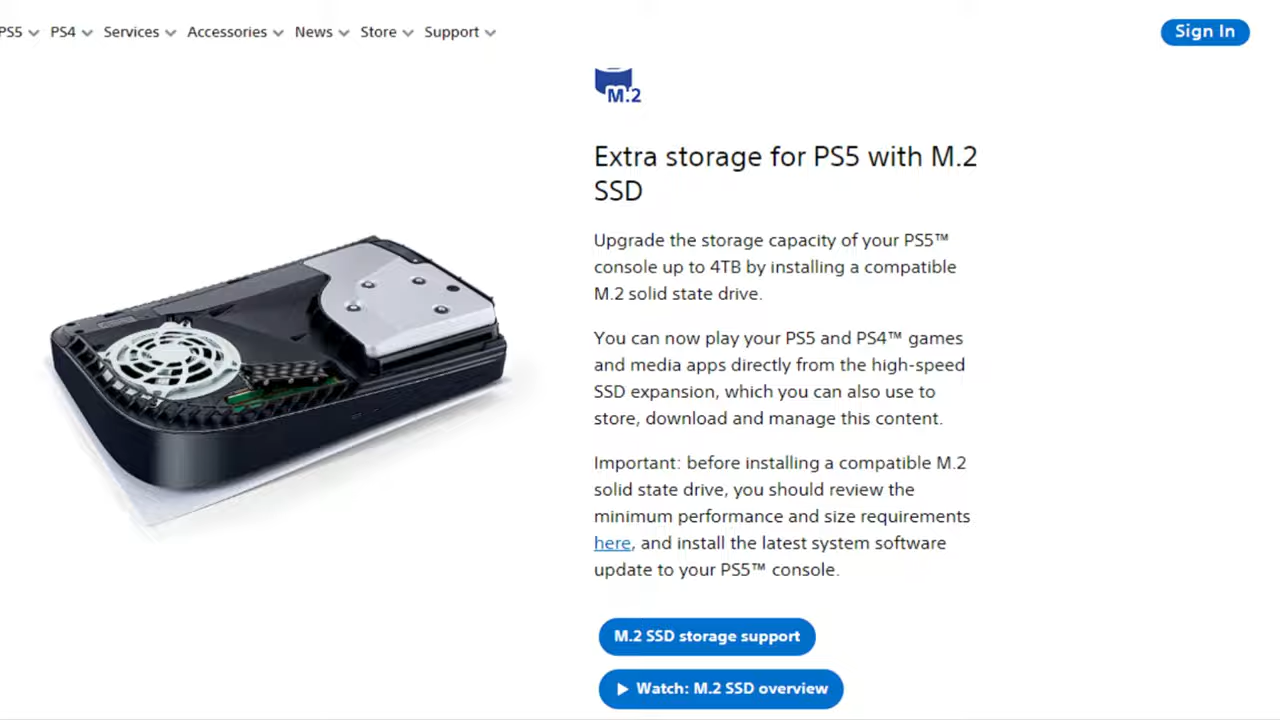 PS5 PS4 Services Accessories News Store Support Sign In
M.2
Extra storage for PS5 with M.2
SSD
Upgrade the storage capacity of your PS5™
console up to 4TB by installing a compatible
M.2 solid state drive.
You can now play your PS5 and PS4™ games
and media apps directly from the high-speed
SSD expansion, which you can also use to
store, download and manage this content.
Important: before installing a compatible M.2
solid state drive, you should review the
minimum performance and size requirements
here, and install the latest system software
update to your PS5™ console.
M.2 SSD storage support
Watch: M.2 SSD overview